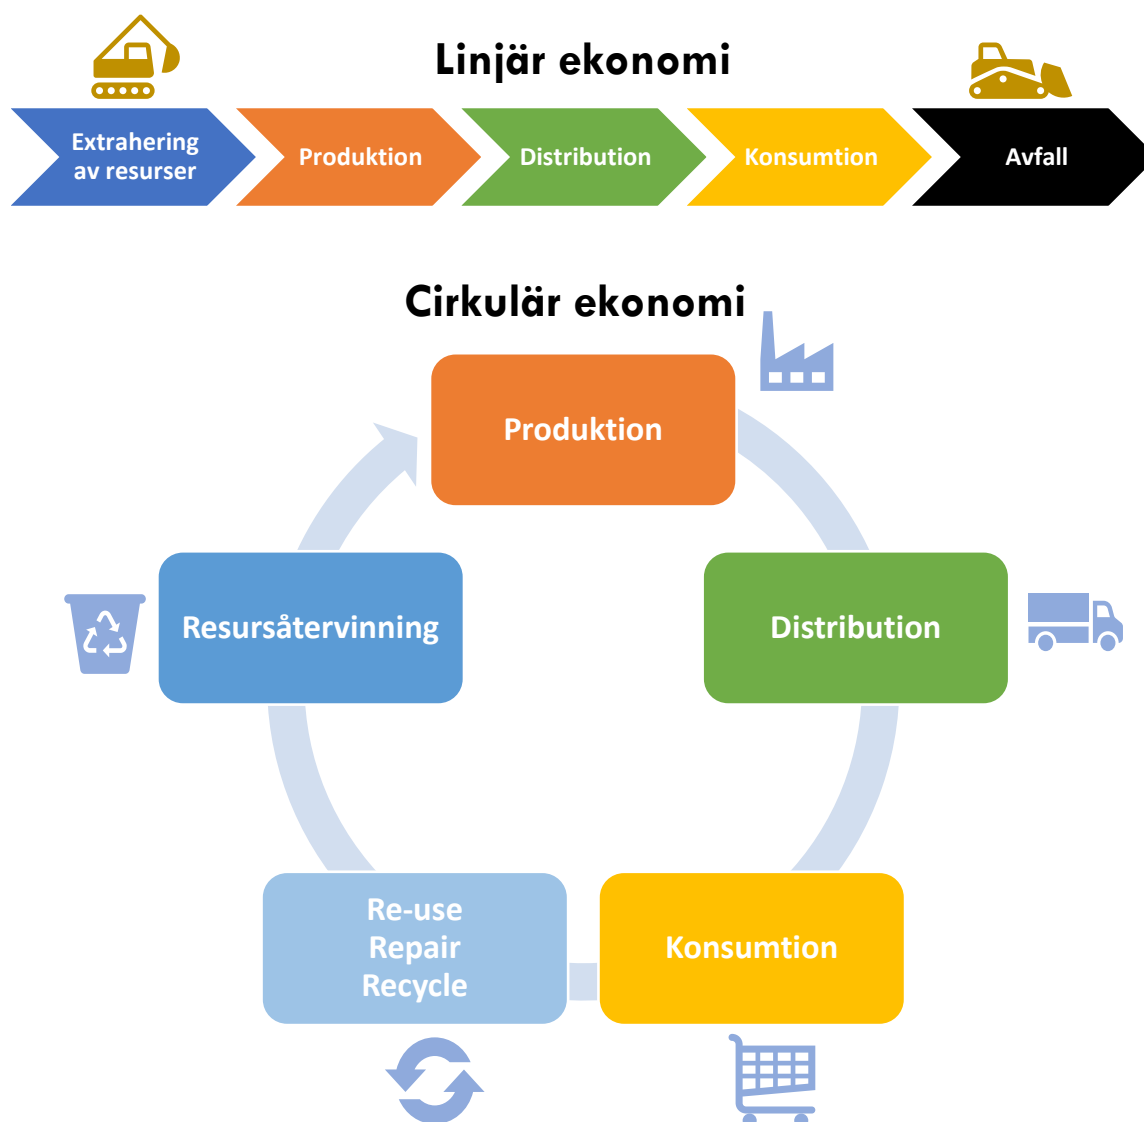 Linjär ekonomi
Extrahering
av resurser
Produktion
Distribution
Konsumtion
Avfall
Cirkulär ekonomi
Produktion
Resursåtervinning
Distribution
Re-use
Repair
Recycle
Konsumtion